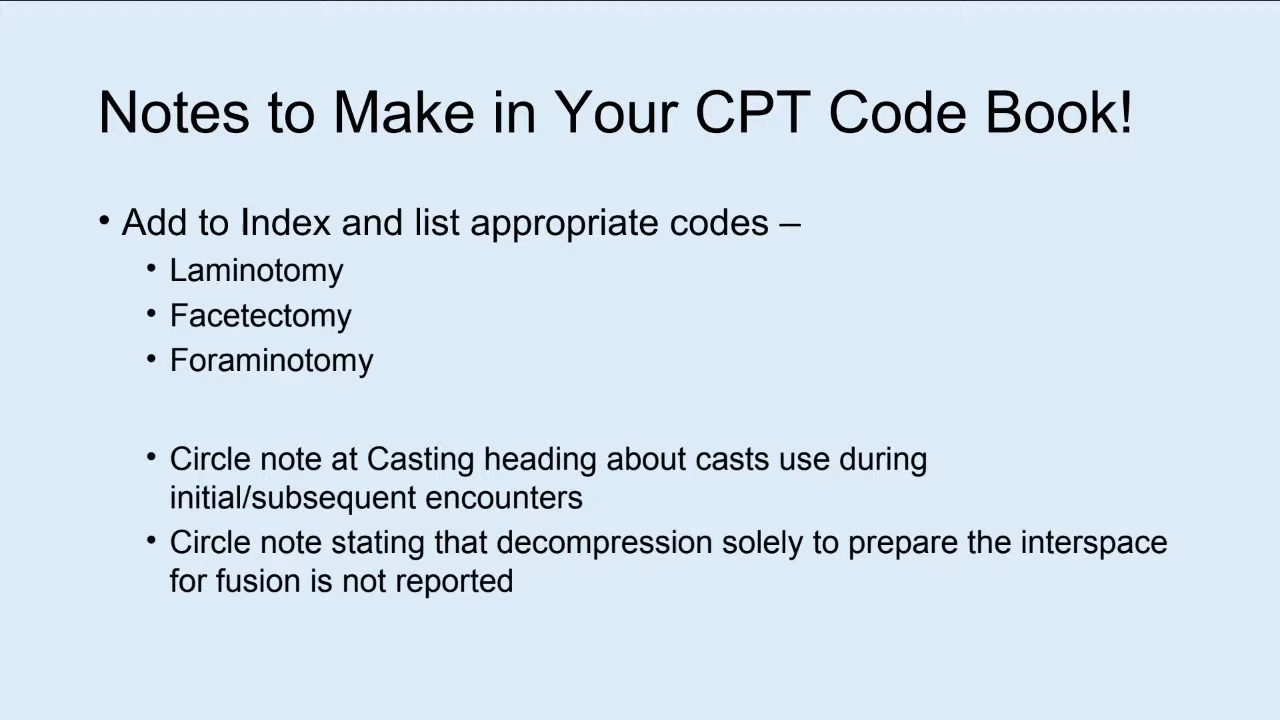 Notes to Make in Your CPT Code Book!
• Add to Index and list appropriate codes –
• Laminotomy
• Facetectomy
• Foraminotomy
• Circle note at Casting heading about casts use during
initial/subsequent encounters
• Circle note stating that decompression solely to prepare the interspace
for fusion is not reported